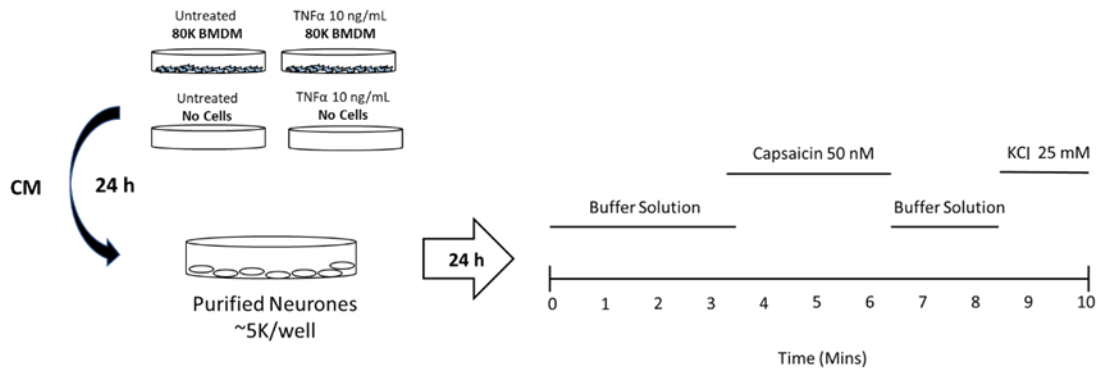 Untreated
80K BMDM
TNFα 10 ng/mL
80K BMDM
Untreated
No Cells
TNFα 10 ng/mL
No Cells
CM
24 h
Purified Neurones
~5K/well
24 h
Capsaicin 50 nM
KCl 25 mM
Buffer Solution
Buffer Solution
0 1 2 3 4 5 6 7 8 9 10
Time (Mins)